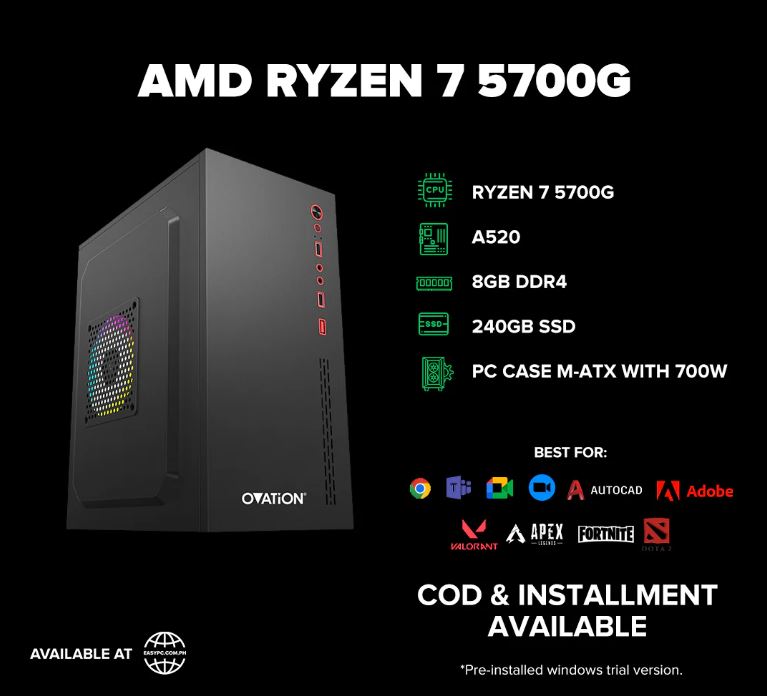 AMD RYZEN 7 5700G
CPU
RYZEN 7 5700G
A520
8GB DDR4
SSD
240GB SSD
PC CASE M-ATX WITH 700W
OVATiON®
BEST FOR:
T
AUTOCAD
Adobe
VALORANT
APEX
LEGENDS
FORTNITE
DOTA 2
COD & INSTALLMENT
AVAILABLE
AVAILABLE AT
EASYPC.COM.PH
*Pre-installed windows trial version.